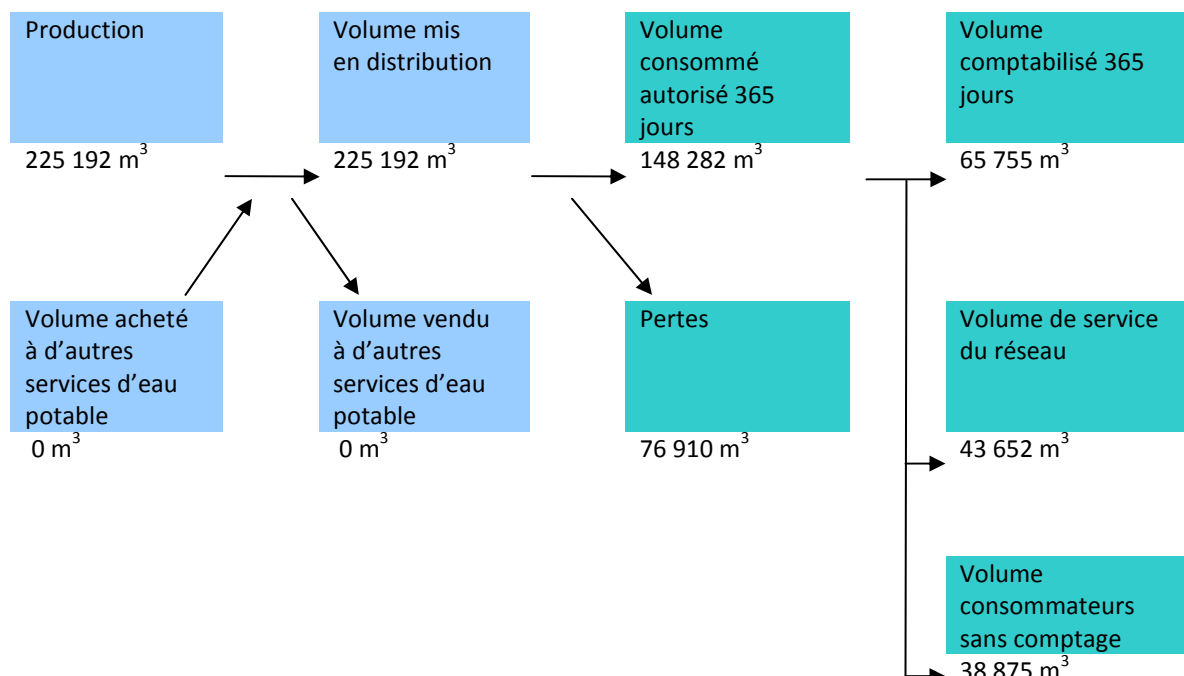 Production
225 192 m³
Volume mis
en distribution
225 192 m³
Volume
consommé
autorisé 365
jours
148 282 m³
Volume
comptabilisé 365
jours
65 755 m³
Volume acheté
à d'autres
services d'eau
potable
0 m³
Volume vendu
à d'autres
services d'eau
potable
0 m³
Pertes
76 910 m³
Volume de service
du réseau
43 652 m³
Volume
consommateurs
sans comptage
38 875 m³